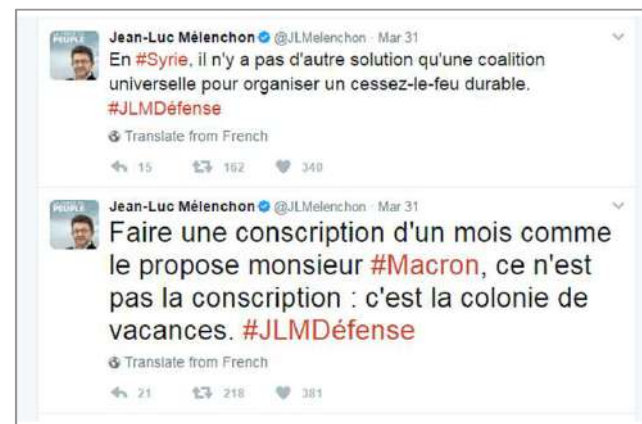 Jean-Luc Mélenchon @JLMelenchon · Mar 31
En #Syrie, il n'y a pas d'autre solution qu'une coalition
universelle pour organiser un cessez-le-feu durable.
#JLMDéfense
Translate from French
15 162 340
PEUPLE
Jean-Luc Mélenchon @JLMelenchon · Mar 31
Faire une conscription d'un mois comme
le propose monsieur #Macron, ce n'est
pas la conscription : c'est la colonie de
vacances. #JLMDéfense
Translate from French
21 218 381